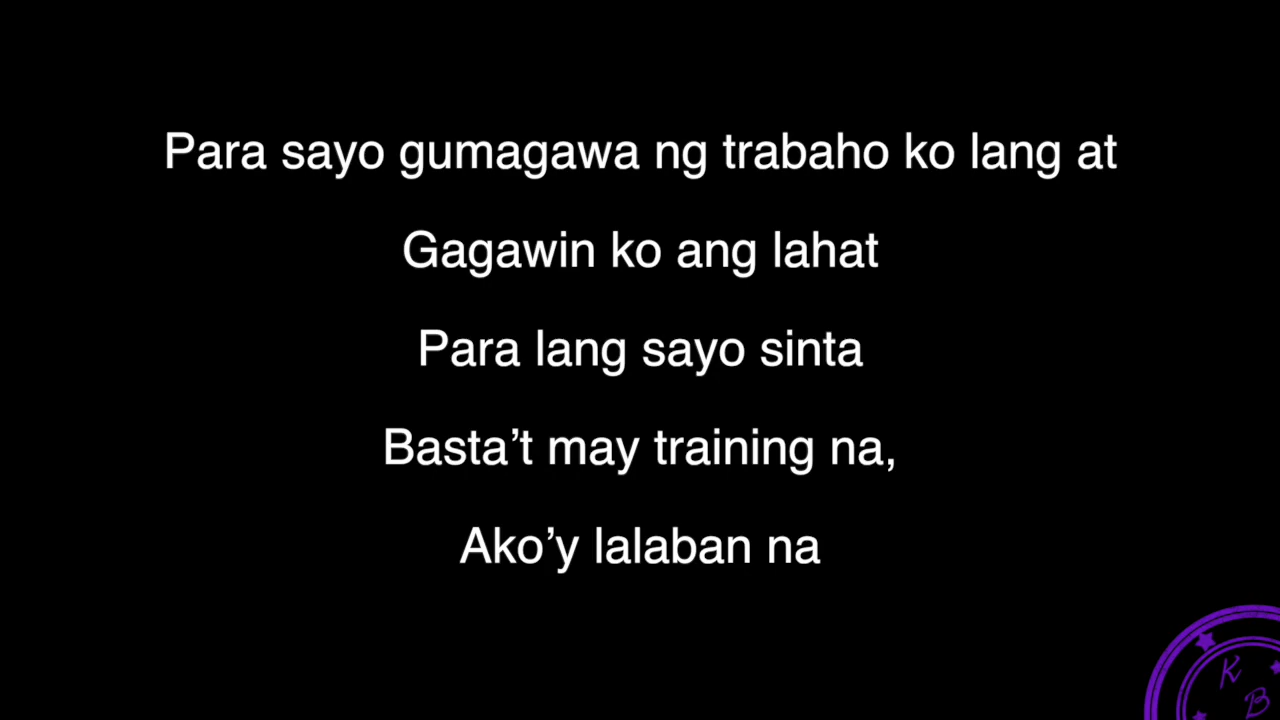 Para sayo gumagawa ng trabaho ko lang at
Gagawin ko ang lahat
Para lang sayo sinta
Basta’t may training na,
Ako’y lalaban na
K
B